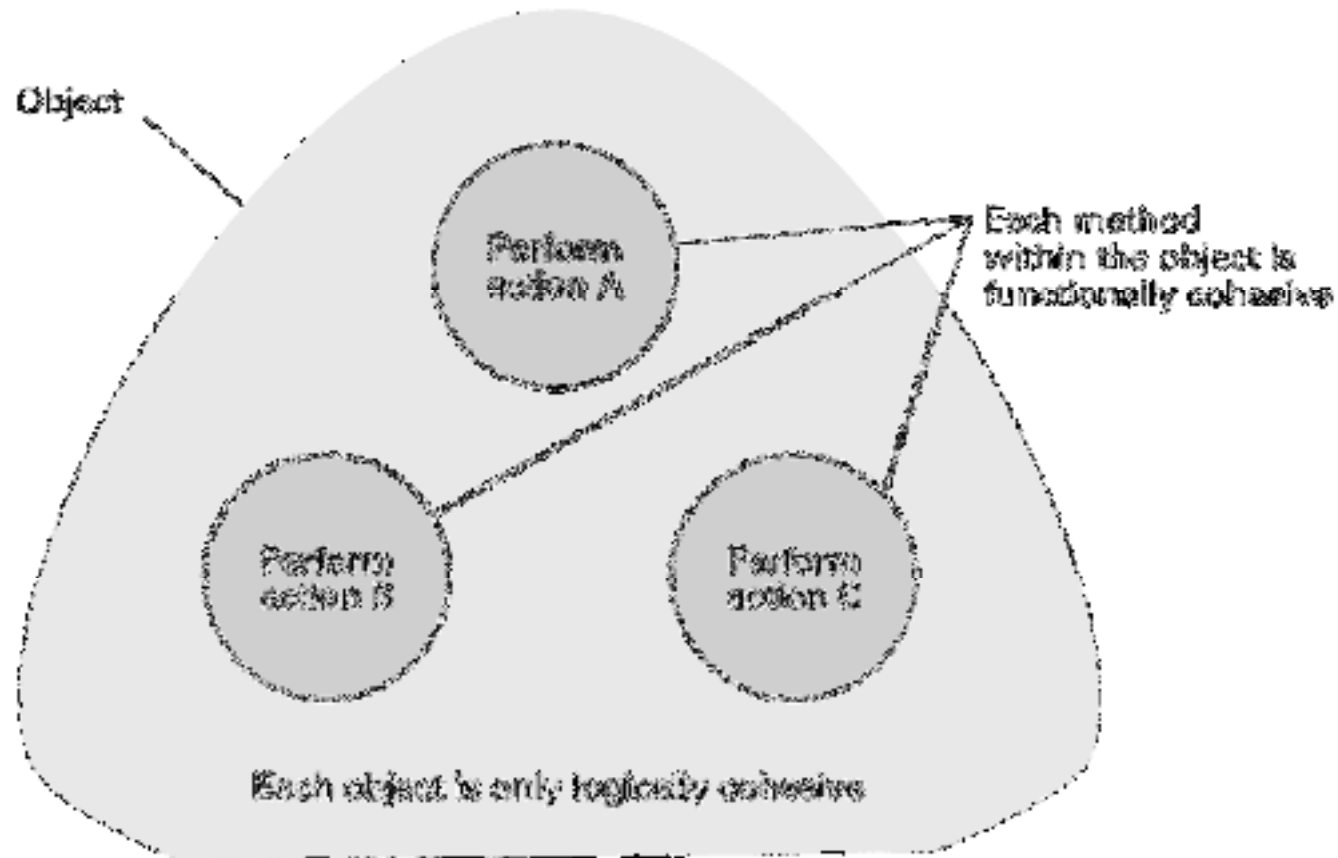 Object
Perform
action A
Each method
within the object is
functionally cohesive
Perform
action B
Perform
action C
Each object is only logically cohesive